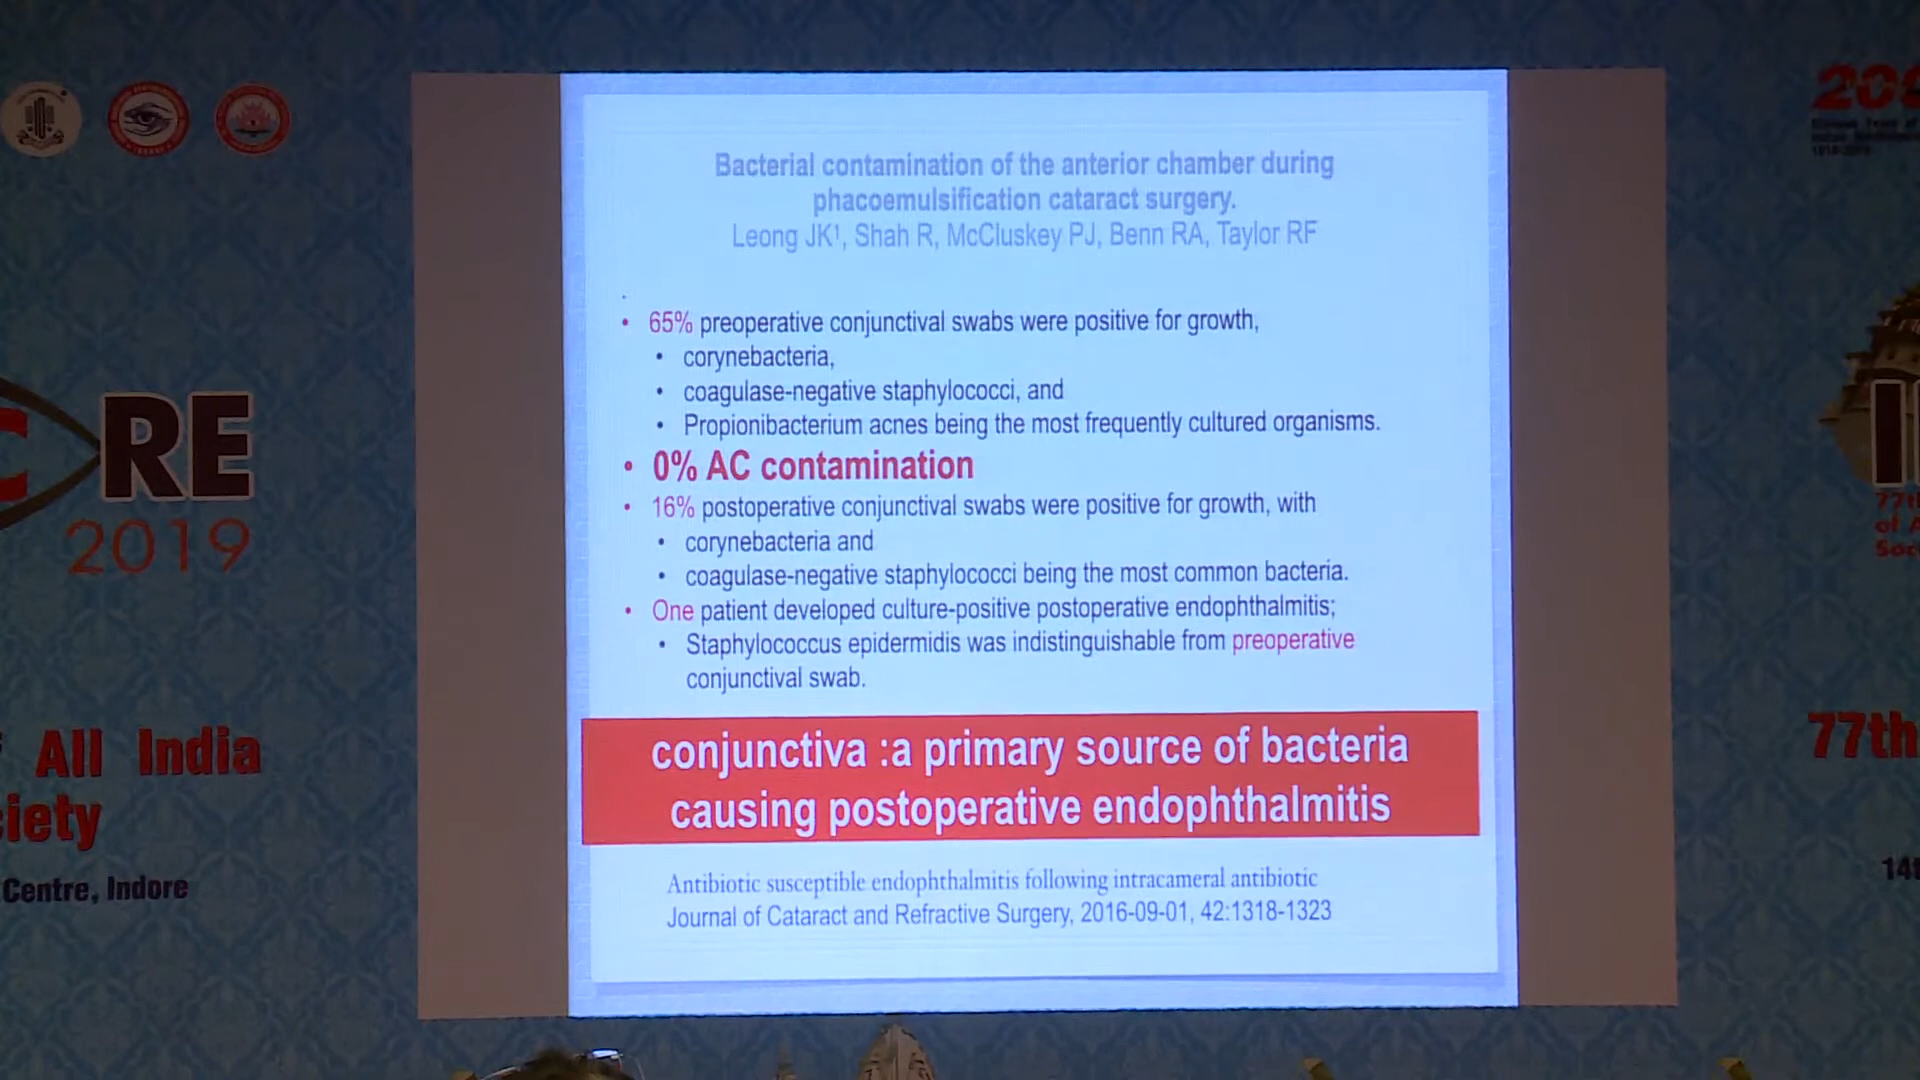 Bacterial contamination of the anterior chamber during
phacoemulsification cataract surgery.
Leong JK¹, Shah R, McCluskey PJ, Benn RA, Taylor RF
• 65% preoperative conjunctival swabs were positive for growth,
• corynebacteria,
• coagulase-negative staphylococci, and
• Propionibacterium acnes being the most frequently cultured organisms.
• 0% AC contamination
• 16% postoperative conjunctival swabs were positive for growth, with
• corynebacteria and
• coagulase-negative staphylococci being the most common bacteria.
• One patient developed culture-positive postoperative endophthalmitis;
• Staphylococcus epidermidis was indistinguishable from preoperative
conjunctival swab.
conjunctiva :a primary source of bacteria
causing postoperative endophthalmitis
Antibiotic susceptible endophthalmitis following intracameral antibiotic
Journal of Cataract and Refractive Surgery, 2016-09-01, 42:1318-1323
RE
2019
All India
iety
Centre, Indore
200
77th
of A
Soc
77th
14t